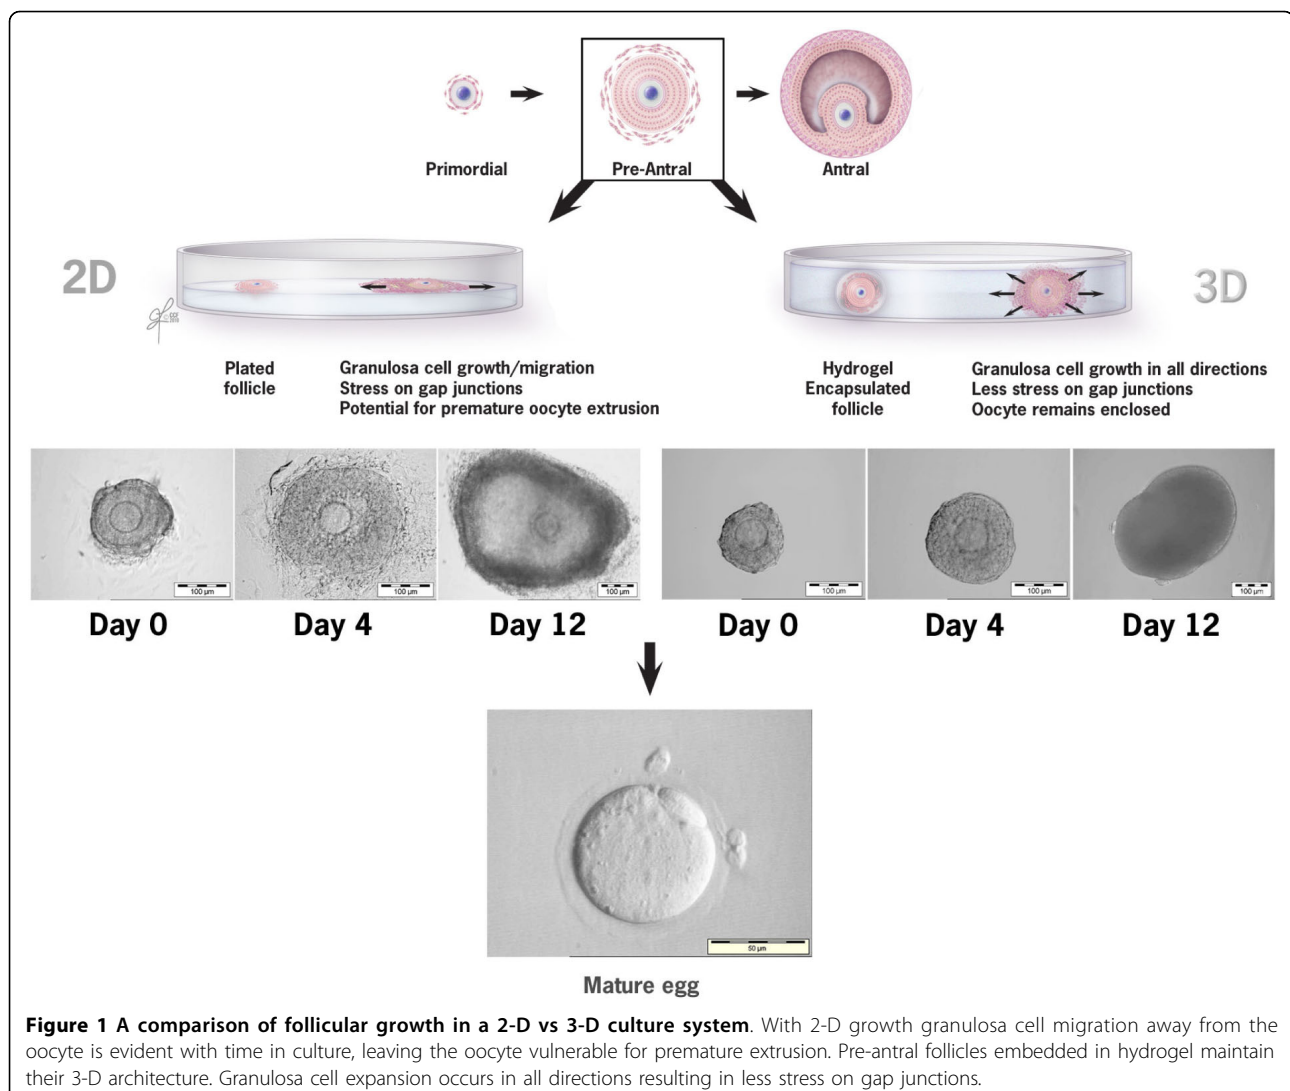 Primordial
Pre-Antral
Antral
2D
3D
Plated
follicle
Granulosa cell growth/migration
Stress on gap junctions
Potential for premature oocyte extrusion
Hydrogel
Encapsulated
follicle
Granulosa cell growth in all directions
Less stress on gap junctions
Oocyte remains enclosed
100 µm
100 µm
100 µm
100 µm
100 µm
100 µm
Day 0
Day 4
Day 12
Day 0
Day 4
Day 12
50 µm
Mature egg
Figure 1 A comparison of follicular growth in a 2-D vs 3-D culture system. With 2-D growth granulosa cell migration away from the
oocyte is evident with time in culture, leaving the oocyte vulnerable for premature extrusion. Pre-antral follicles embedded in hydrogel maintain
their 3-D architecture. Granulosa cell expansion occurs in all directions resulting in less stress on gap junctions.